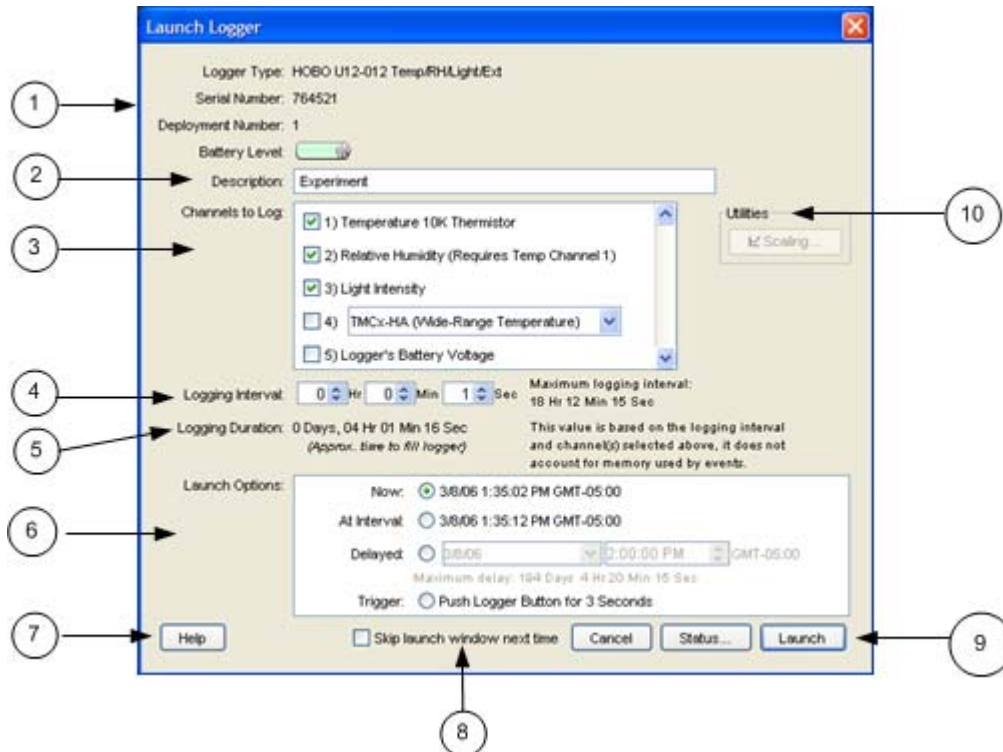 Launch Logger
Logger Type: HOBO U12-012 Temp/RH/Light/Ext
1
Serial Number: 764521
Deployment Number: 1
Battery Level:
2
Description: Experiment
3
Channels to Log:
1) Temperature 10K Thermistor
2) Relative Humidity (Requires Temp Channel 1)
3) Light Intensity
4) TMCx-HA (Wide-Range Temperature)
5) Logger's Battery Voltage
Utilities
10
Scaling...
4
Logging Interval: 0 Hr 0 Min 1 Sec
Maximum logging interval:
18 Hr 12 Min 15 Sec
5
Logging Duration: 0 Days, 04 Hr 01 Min 16 Sec
(Approx. time to fill logger)
This value is based on the logging interval
and channel(s) selected above, it does not
account for memory used by events.
6
Launch Options:
Now: 3/8/06 1:35:02 PM GMT-05:00
At Interval: 3/8/06 1:35:12 PM GMT-05:00
Delayed: 3/8/06 2:00:00 PM GMT-05:00
Maximum delay: 194 Days 4 Hr 20 Min 15 Sec
Trigger: Push Logger Button for 3 Seconds
7
Help
Skip launch window next time
Cancel
Status...
Launch
9
8